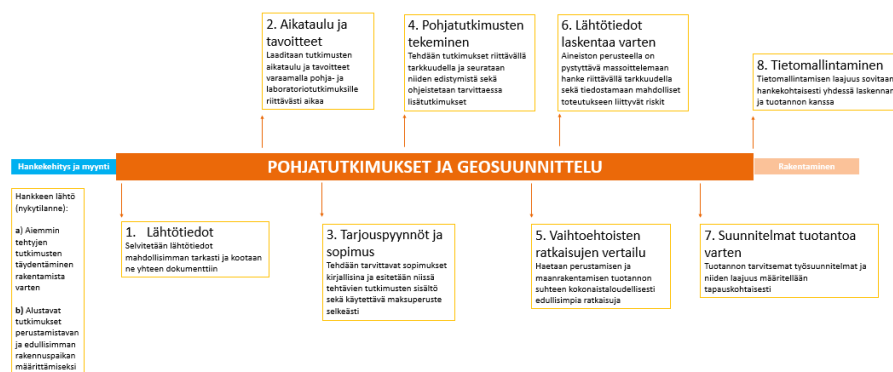 2. Aikataulu ja
tavoitteet
Laaditaan tutkimusten
aikataulu ja tavoitteet
varaamalla pohja- ja
laboratoriotutkimuksille
riittävästi aikaa
4. Pohjatutkimusten
tekeminen
Tehdään tutkimukset riittävällä
tarkkuudella ja seurataan
niiden edistymistä sekä
ohjeistetaan tarvittaessa
lisätutkimukset
6. Lähtötiedot
laskentaa varten
Aineiston perusteella on
pystyttävä massoittelemaan
hanke riittävällä tarkkuudella
sekä tiedostamaan mahdolliset
toteutukseen liittyvät riskit
8. Tietomallintaminen
Tietomallintamisen laajuus sovitaan
hankekohtaisesti yhdessä laskennan
ja tuotannon kanssa
Hankekehitys ja myynti
POHJATUTKIMUKSET JA GEOSUUNNITTELU
Rakentaminen
Hankkeen lähtö
(nykytilanne):
a) Aiemmin
tehtyjen
tutkimusten
täydentäminen
rakentamista
varten
b) Alustavat
tutkimukset
perustamistavan
ja edullisimman
rakennuspaikan
määrittämiseksi
1. Lähtötiedot
Selvitetään lähtötiedot
mahdollisimman tarkasti ja kootaan
ne yhteen dokumenttiin
3. Tarjouspyynnöt ja
sopimus
Tehdään tarvittavat sopimukset
kirjallisina ja esitetään niissä
tehtävien tutkimusten sisältö
sekä käytettävä maksuperuste
selkeästi
5. Vaihtoehtoisten
ratkaisujen vertailu
Haetaan perustamisen ja
maanrakentamisen tuotannon
suhteen kokonaistaloudellisesti
edullisimpia ratkaisuja
7. Suunnitelmat tuotantoa
varten
Tuotannon tarvitsemat työsuunnitelmat ja
niiden laajuus määritellään
tapauskohtaisesti